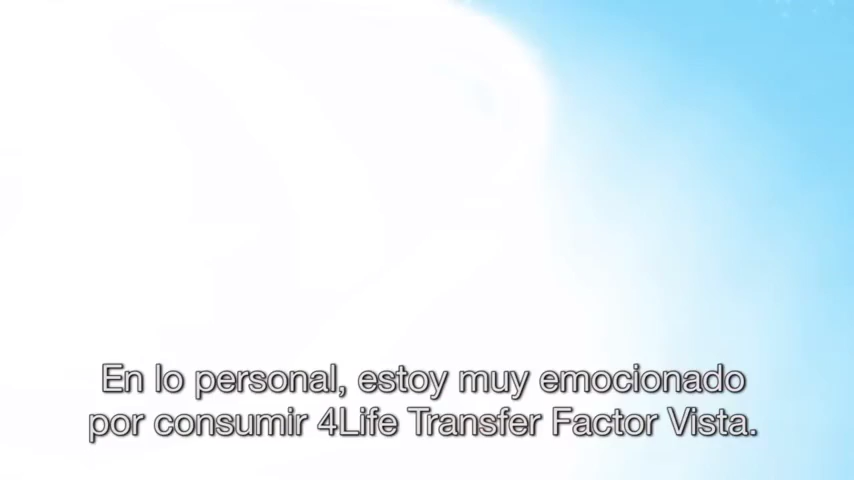 En lo personal, estoy muy emocionado
por consumir 4Life Transfer Factor Vista.